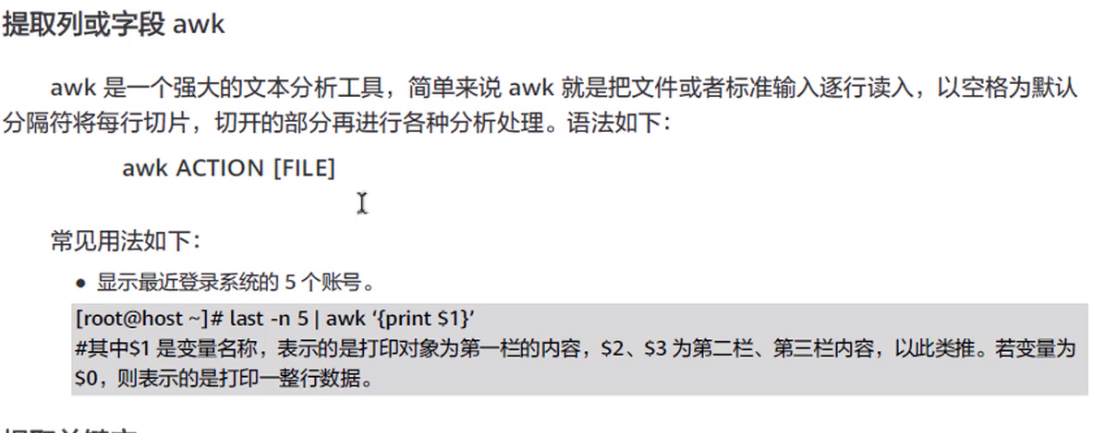 提取列或字段 awk
awk 是一个强大的文本分析工具，简单来说 awk 就是把文件或者标准输入逐行读入，以空格为默认
分隔符将每行切片，切开的部分再进行各种分析处理。语法如下：
awk ACTION [FILE]
常见用法如下：
● 显示最近登录系统的 5 个账号。
[root@host ~]# last -n 5 | awk ‘{print $1}’
#其中$1 是变量名称，表示的是打印对象为第一栏的内容，$2、$3 为第二栏、第三栏内容，以此类推。若变量为
$0，则表示的是打印一整行数据。